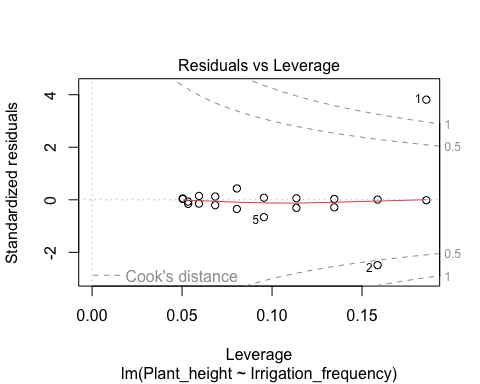 Residuals vs Leverage
Standardized residuals
4
2
0
-2
1
5
2
1
0.5
0.5
1
Cook's distance
0.00 0.05 0.10 0.15
Leverage
lm(Plant_height ~ Irrigation_frequency)